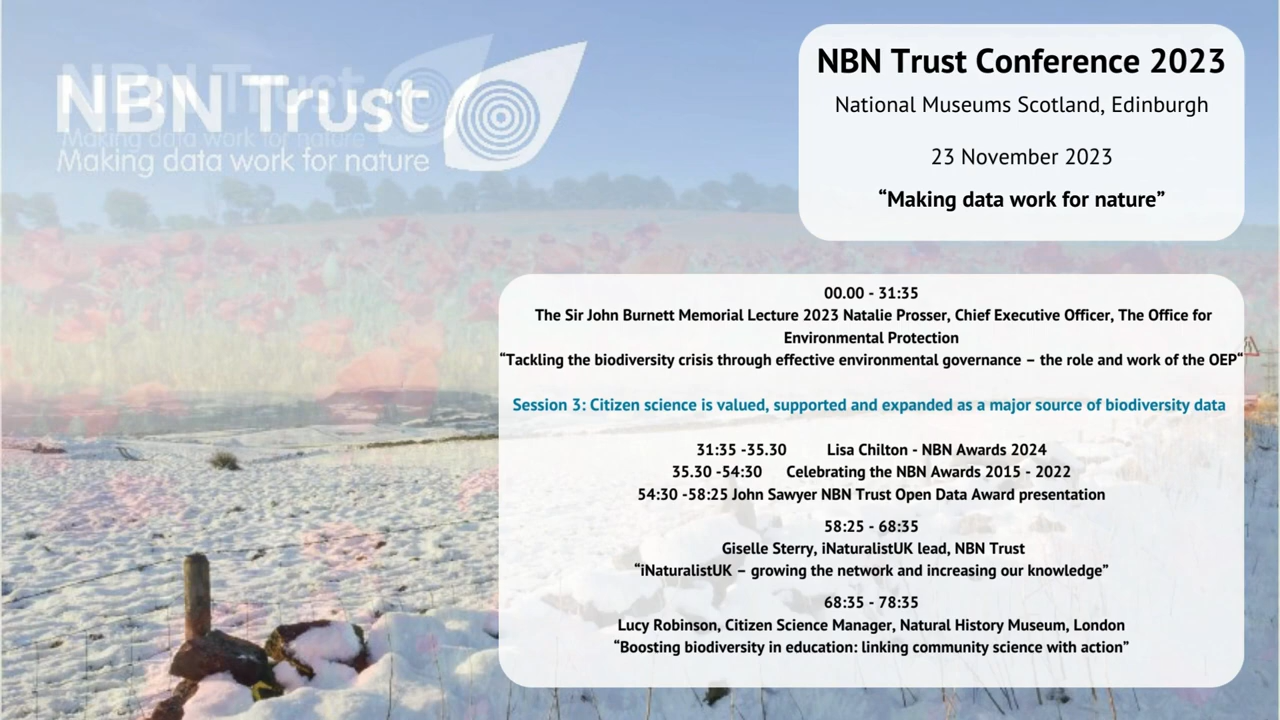 NBN Trust
Making data work for nature
NBN Trust
Making data work for nature
NBN Trust Conference 2023
National Museums Scotland, Edinburgh
23 November 2023
“Making data work for nature”
00.00 - 31:35
The Sir John Burnett Memorial Lecture 2023 Natalie Prosser, Chief Executive Officer, The Office for
Environmental Protection
“Tackling the biodiversity crisis through effective environmental governance – the role and work of the OEP“
Session 3: Citizen science is valued, supported and expanded as a major source of biodiversity data
31:35 -35.30 Lisa Chilton - NBN Awards 2024
35.30 -54:30 Celebrating the NBN Awards 2015 - 2022
54:30 -58:25 John Sawyer NBN Trust Open Data Award presentation
58:25 - 68:35
Giselle Sterry, iNaturalistUK lead, NBN Trust
“iNaturalistUK – growing the network and increasing our knowledge”
68:35 - 78:35
Lucy Robinson, Citizen Science Manager, Natural History Museum, London
“Boosting biodiversity in education: linking community science with action”